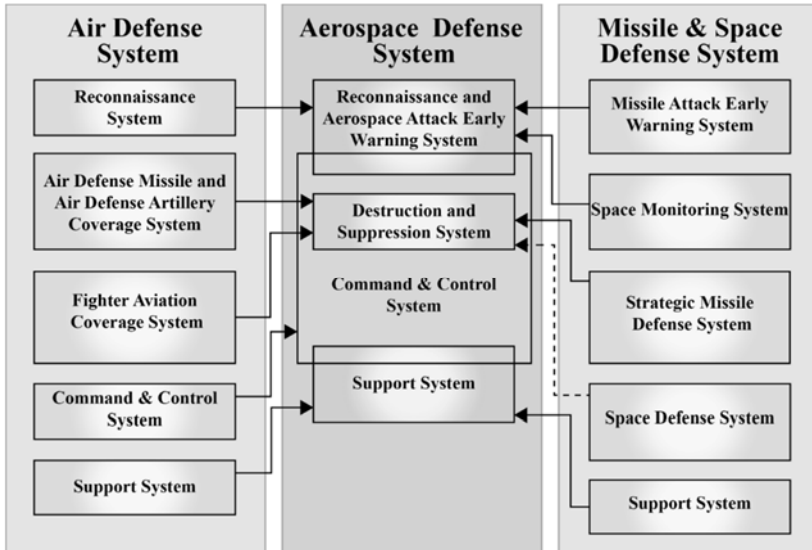 Air Defense
System
Reconnaissance
System
Air Defense Missile and
Air Defense Artillery
Coverage System
Fighter Aviation
Coverage System
Command & Control
System
Support System
Aerospace Defense
System
Reconnaissance and
Aerospace Attack Early
Warning System
Destruction and
Suppression System
Command & Control
System
Support System
Missile & Space
Defense System
Missile Attack Early
Warning System
Space Monitoring System
Strategic Missile
Defense System
Space Defense System
Support System